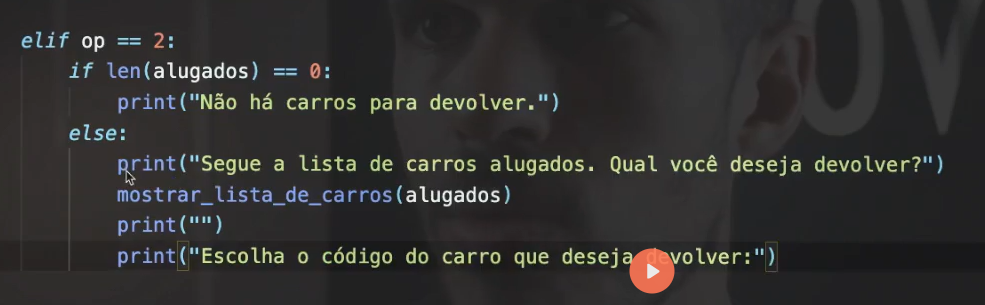 elif op == 2:
if len(alugados) == 0:
print("Não há carros para devolver.")
else:
print("Segue a lista de carros alugados. Qual você deseja devolver?")
mostrar_lista_de_carros(alugados)
print("")
print("Escolha o código do carro que deseja devolver:")
OV